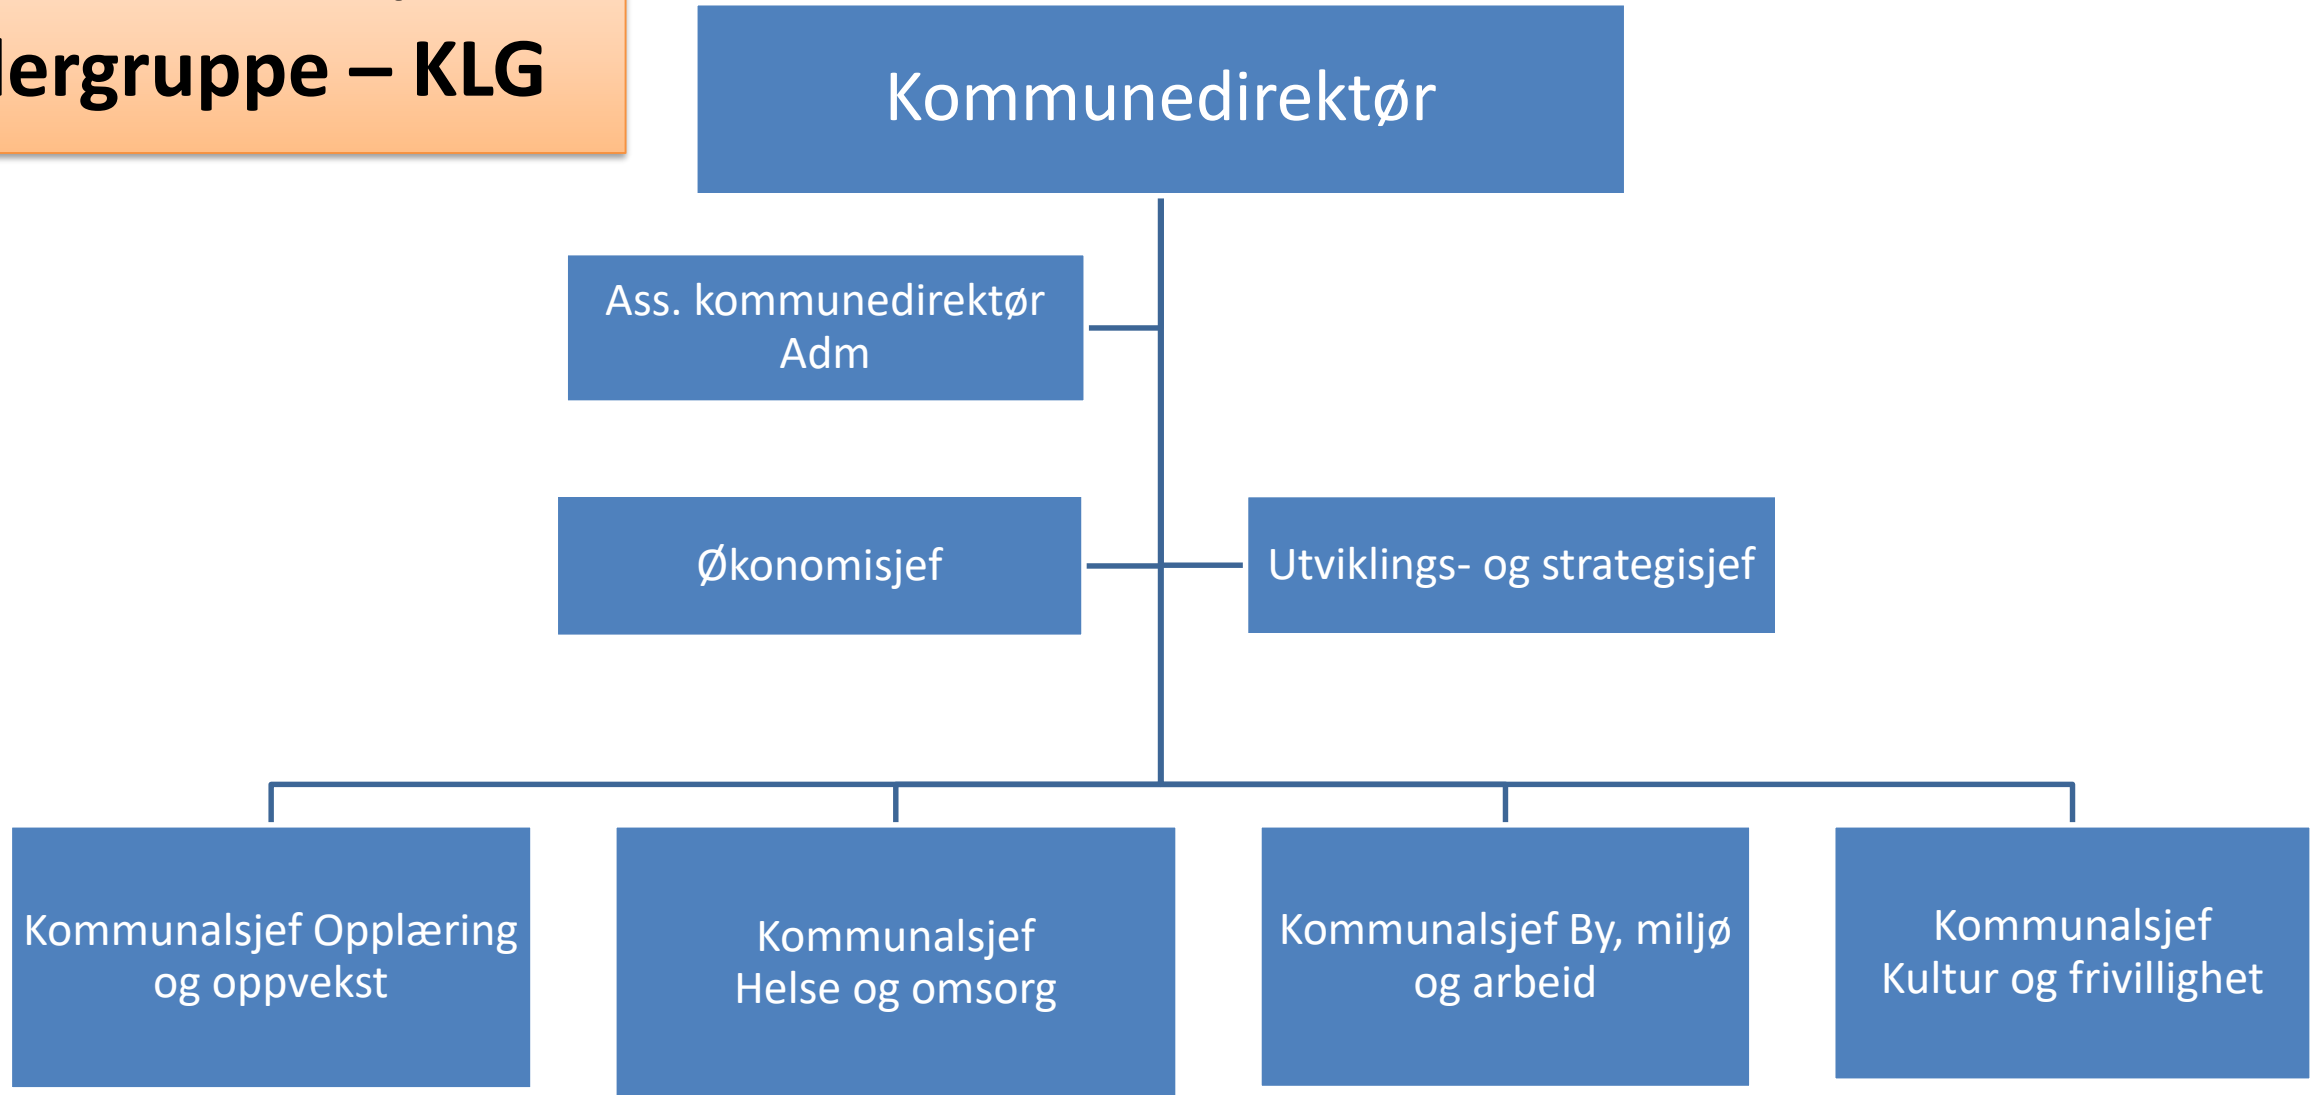 – KLG
Kommunedirektør
Ass. kommunedirektør
Adm
Økonomisjef
Utviklings- og strategisjef
Kommunalsjef Opplæring
og oppvekst
Kommunalsjef
Helse og omsorg
Kommunalsjef By, miljø
og arbeid
Kommunalsjef
Kultur og frivillighet